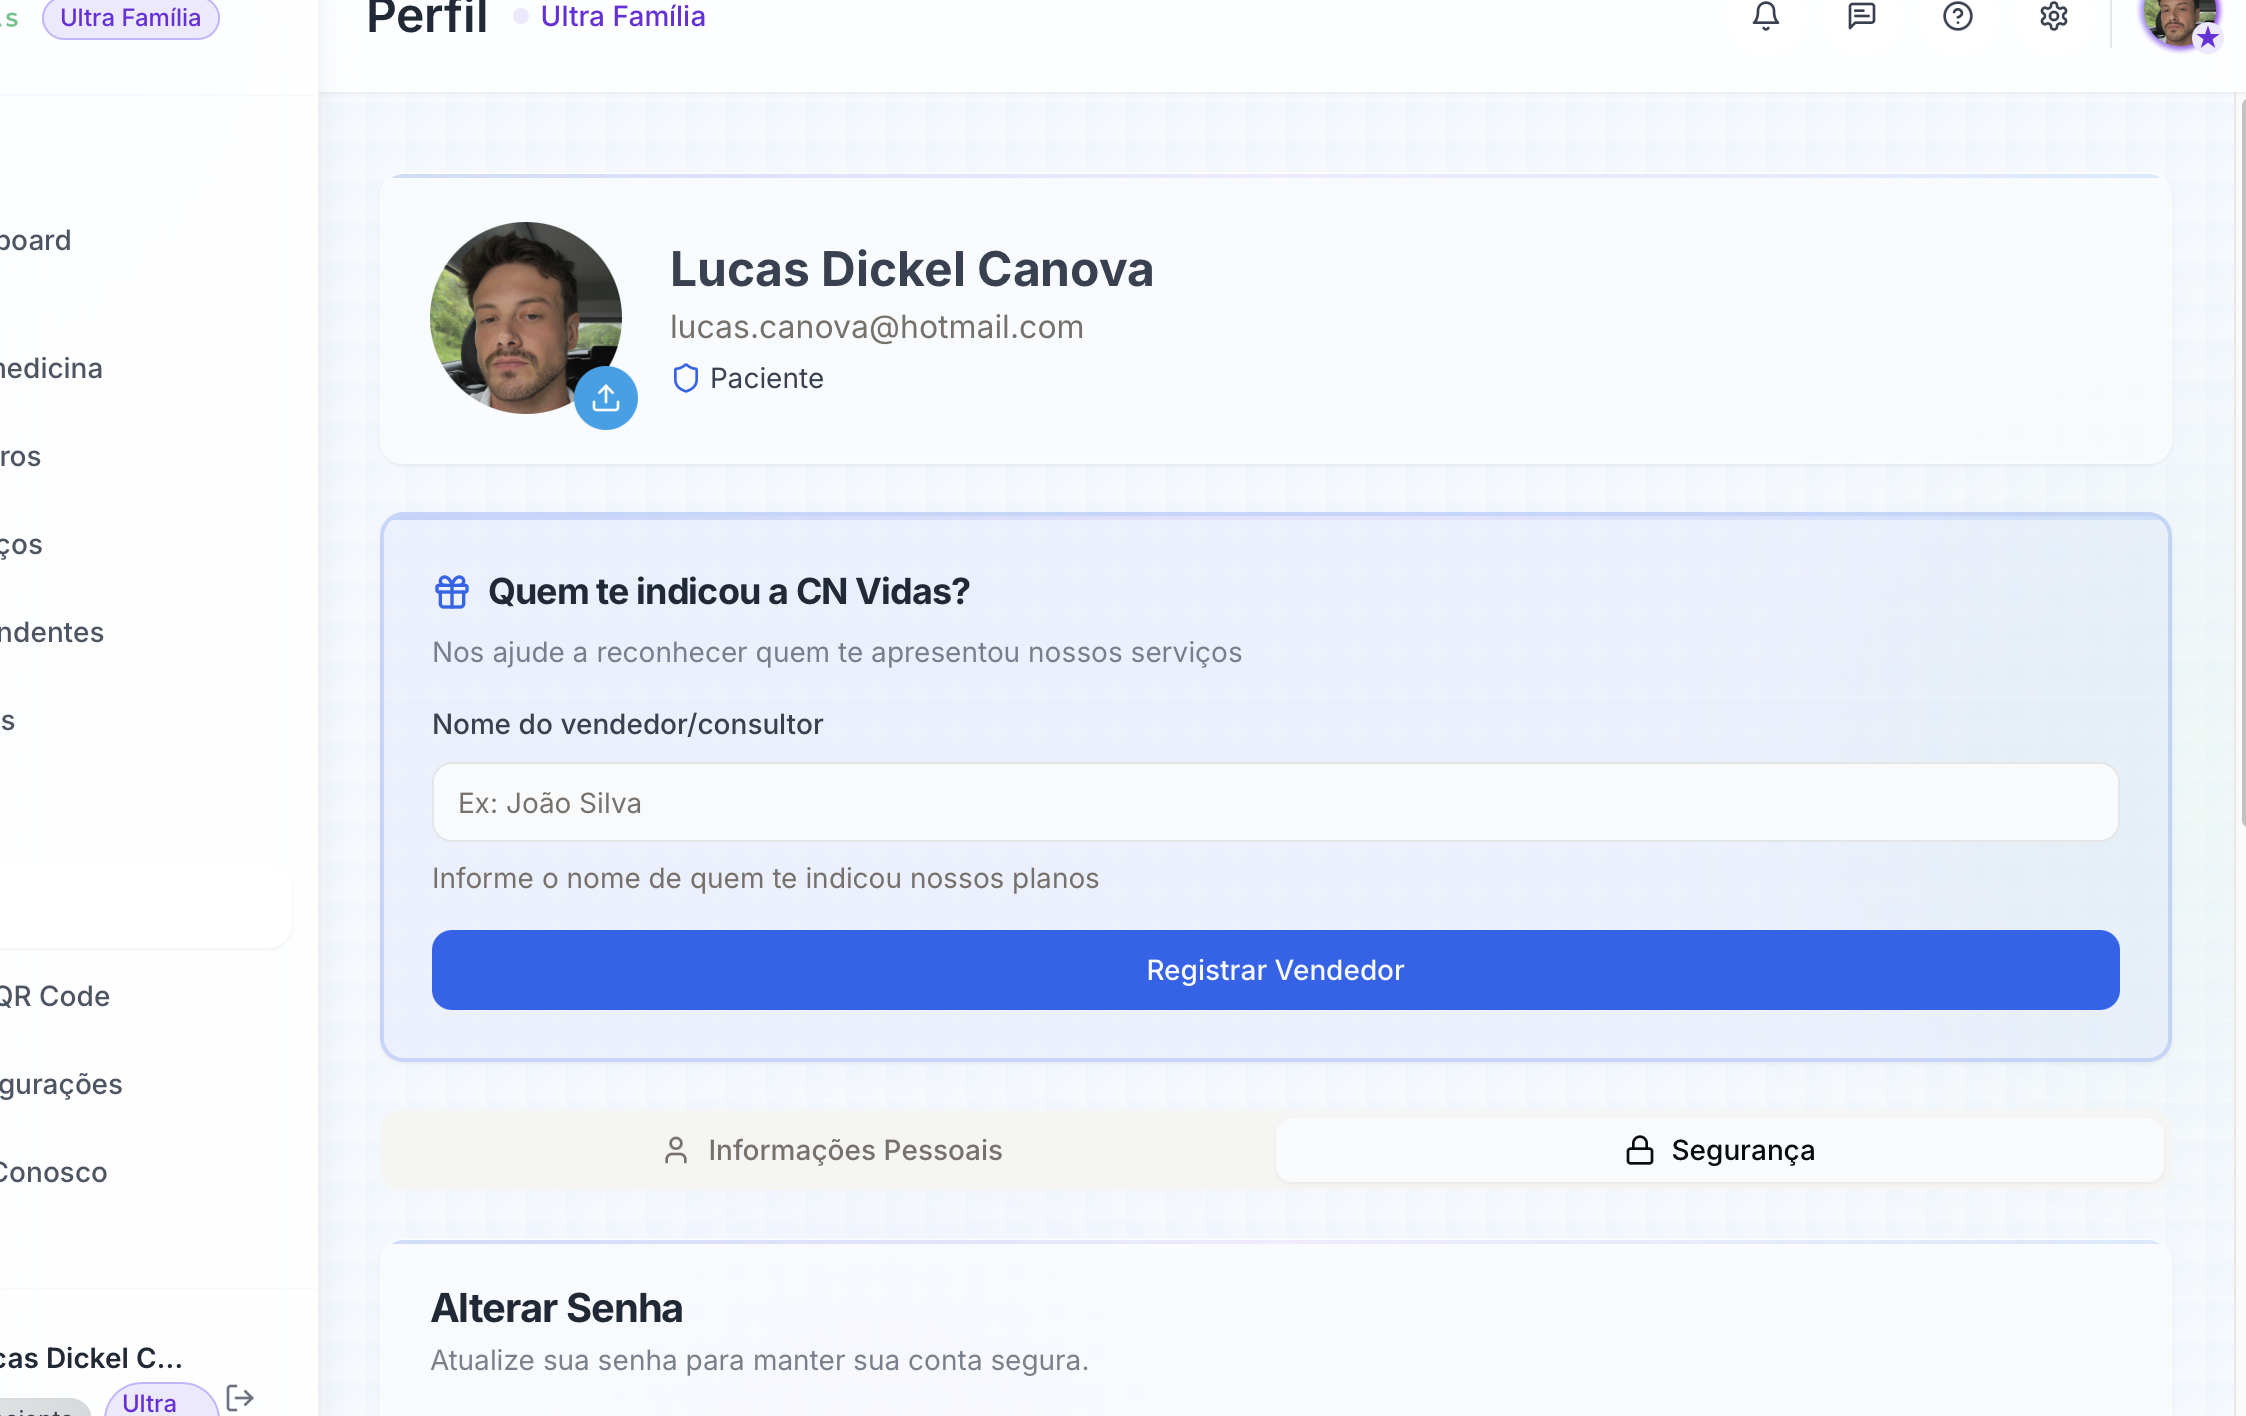 Ultra Família
Perfil
Ultra Família
board
medicina
ros
ços
ndentes
s
QR Code
gurações
Conosco
cas Dickel C...
Ultra
Lucas Dickel Canova
lucas.canova@hotmail.com
Paciente
Quem te indicou a CN Vidas?
Nos ajude a reconhecer quem te apresentou nossos serviços
Nome do vendedor/consultor
Ex: João Silva
Informe o nome de quem te indicou nossos planos
Registrar Vendedor
Informações Pessoais
Segurança
Alterar Senha
Atualize sua senha para manter sua conta segura.